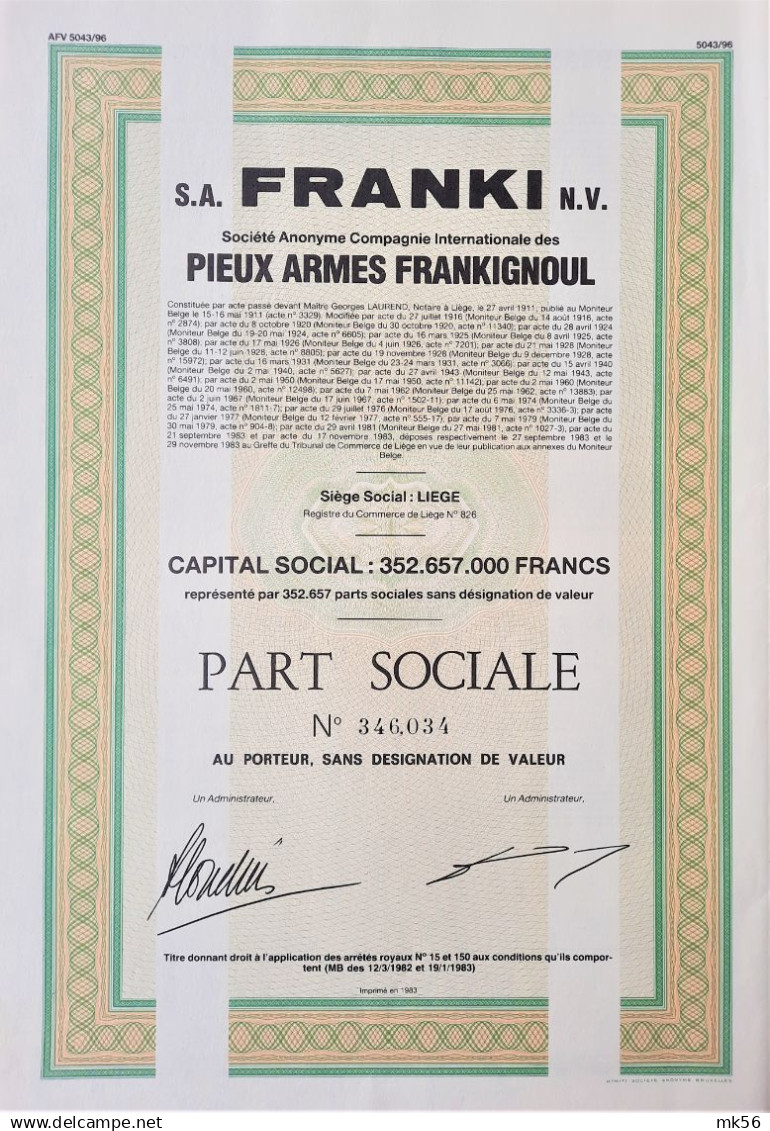 AFV 5043/96
5043/96
S.A. FRANKI N.V.
Société Anonyme Compagnie Internationale des
PIEUX ARMES FRANKIGNOUL
Constituée par acte passé devant Maître Georges LAUREND, Notaire à Liège, le 27 avril 1911; publié au Moniteur
Belge le 15-16 mai 1911 (acte n° 3329). Modifiée par acte du 27 juillet 1916 (Moniteur Belge du 14 août 1916, acte
n° 2874); par acte du 8 octobre 1920 (Moniteur Belge du 30 octobre 1920, acte n° 11340); par acte du 28 avril 1924
(Moniteur Belge du 19-20 mai 1924, acte n° 6605); par acte du 16 mars 1925 (Moniteur Belge du 8 avril 1925, acte
n° 3808); par acte du 17 mai 1926 (Moniteur Belge du 4 juin 1926, acte n° 7201); par acte du 21 mai 1928 (Moniteur
Belge du 11-12 juin 1928, acte n° 8805); par acte du 19 novembre 1928 (Moniteur Belge du 9 décembre 1928, acte
n° 15972); par acte du 16 mars 1931 (Moniteur Belge du 23-24 mars 1931, acte n° 3066); par acte du 15 avril 1940
(Moniteur Belge du 2 mai 1940, acte n° 5627); par acte du 27 avril 1943 (Moniteur Belge du 12 mai 1943, acte
n° 6491); par acte du 2 mai 1950 (Moniteur Belge du 17 mai 1950, acte n° 11142), par acte du 2 mai 1960 (Moniteur
Belge du 20 mai 1960, acte n° 12498); par acte du 7 mai 1962 (Moniteur Belge du 25 mai 1962, acte n° 13883); par
acte du 2 juin 1967 (Moniteur Belge du 17 juin 1967, acte n° 1502-11); par acte du 6 mai 1974 (Moniteur Belge du
25 mai 1974, acte n° 1811-7); par acte du 29 juillet 1976 (Moniteur Belge du 17 août 1976, acte n° 3336-3); par acte
du 27 janvier 1977 (Moniteur Belge du 12 février 1977, acte n° 555-17); par acte du 7 mai 1979 (Moniteur Belge du
30 mai 1979, acte n° 904-8); par acte du 29 avril 1981 (Moniteur Belge du 27 mai 1981, acte n° 1027-3), par acte du
21 septembre 1983 et par acte du 17 novembre 1983, déposés respectivement le 27 septembre 1983 et le
29 novembre 1983 au Greffe du Tribunal de Commerce de Liège en vue de leur publication aux annexes du Moniteur
Belge.
Siège Social : LIEGE
Registre du Commerce de Liège N° 826
CAPITAL SOCIAL : 352.657.000 FRANCS
représenté par 352.657 parts sociales sans désignation de valeur
PART SOCIALE
N° 346,034
AU PORTEUR, SANS DESIGNATION DE VALEUR
Un Administrateur,
Un Administrateur,
Titre donnant droit à l'application des arrêtés royaux N° 15 et 150 aux conditions qu'ils compor-
tent (MB des 12/3/1982 et 19/1/1983)
Imprimé en 1983
SOCIETE ANONYME BRUXELLES
delcampe.net
mk56